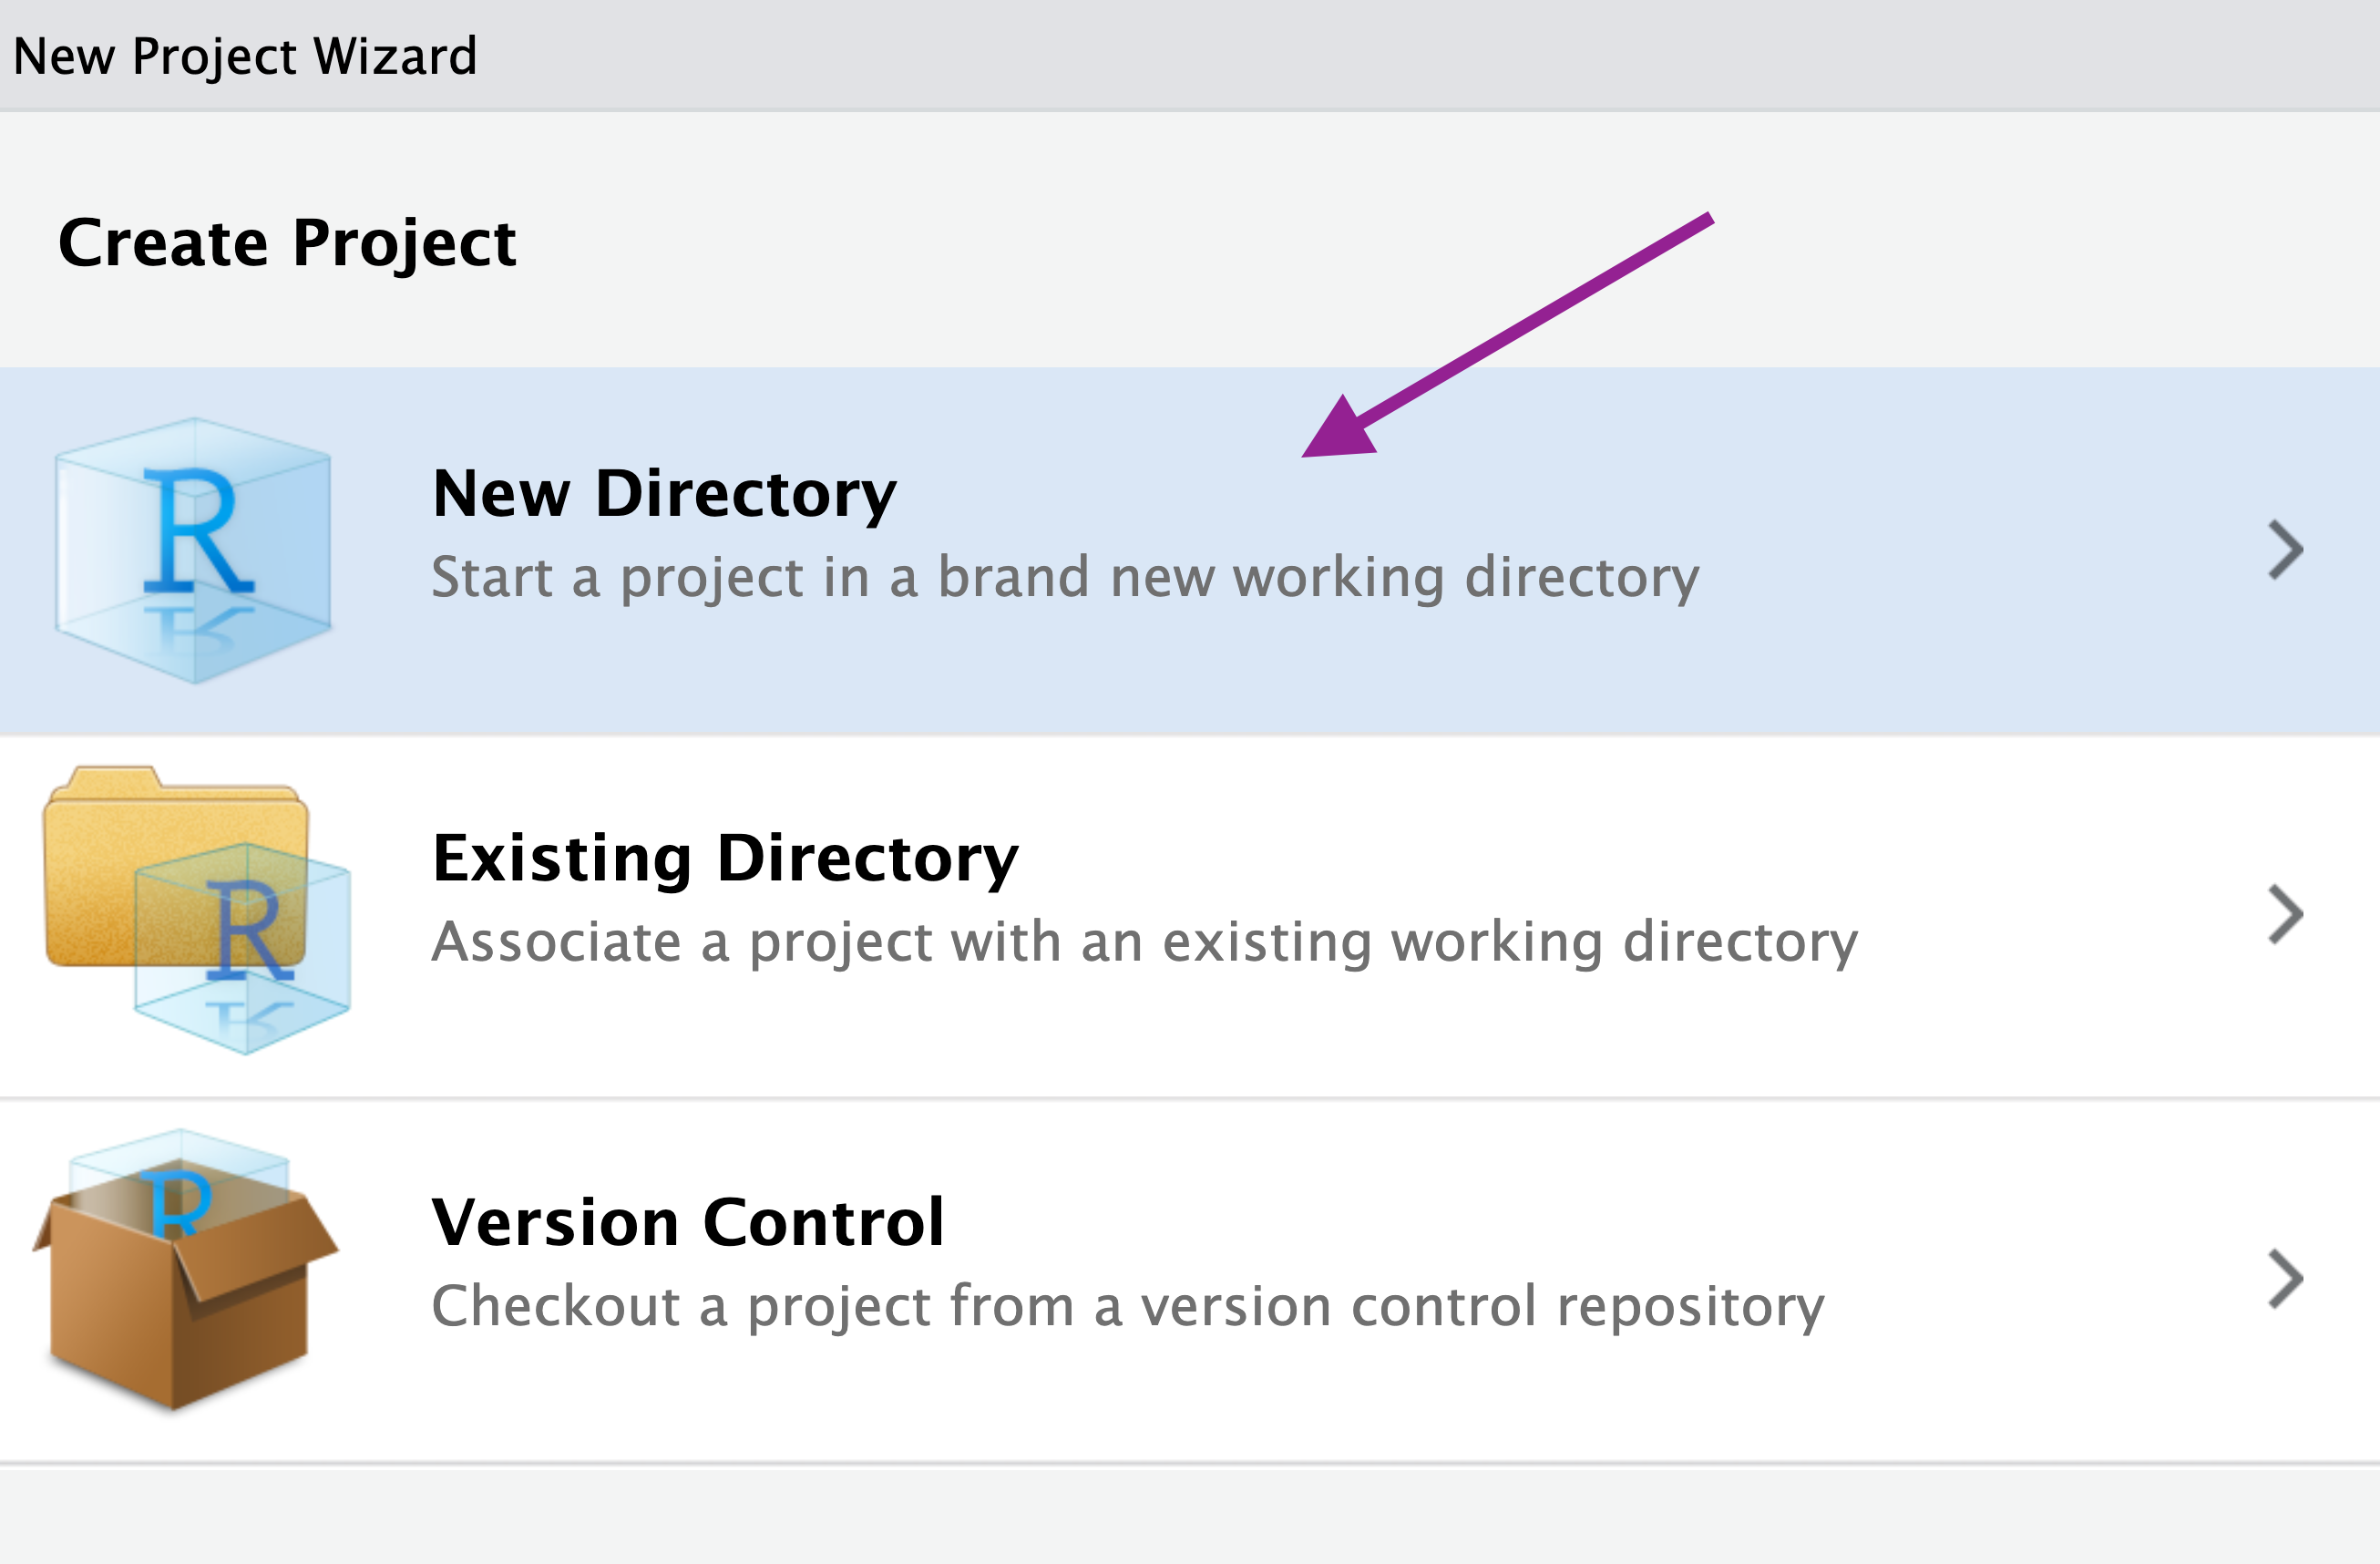 New Project Wizard
Create Project
R
New Directory
Start a project in a brand new working directory
R
Existing Directory
Associate a project with an existing working directory
R
Version Control
Checkout a project from a version control repository